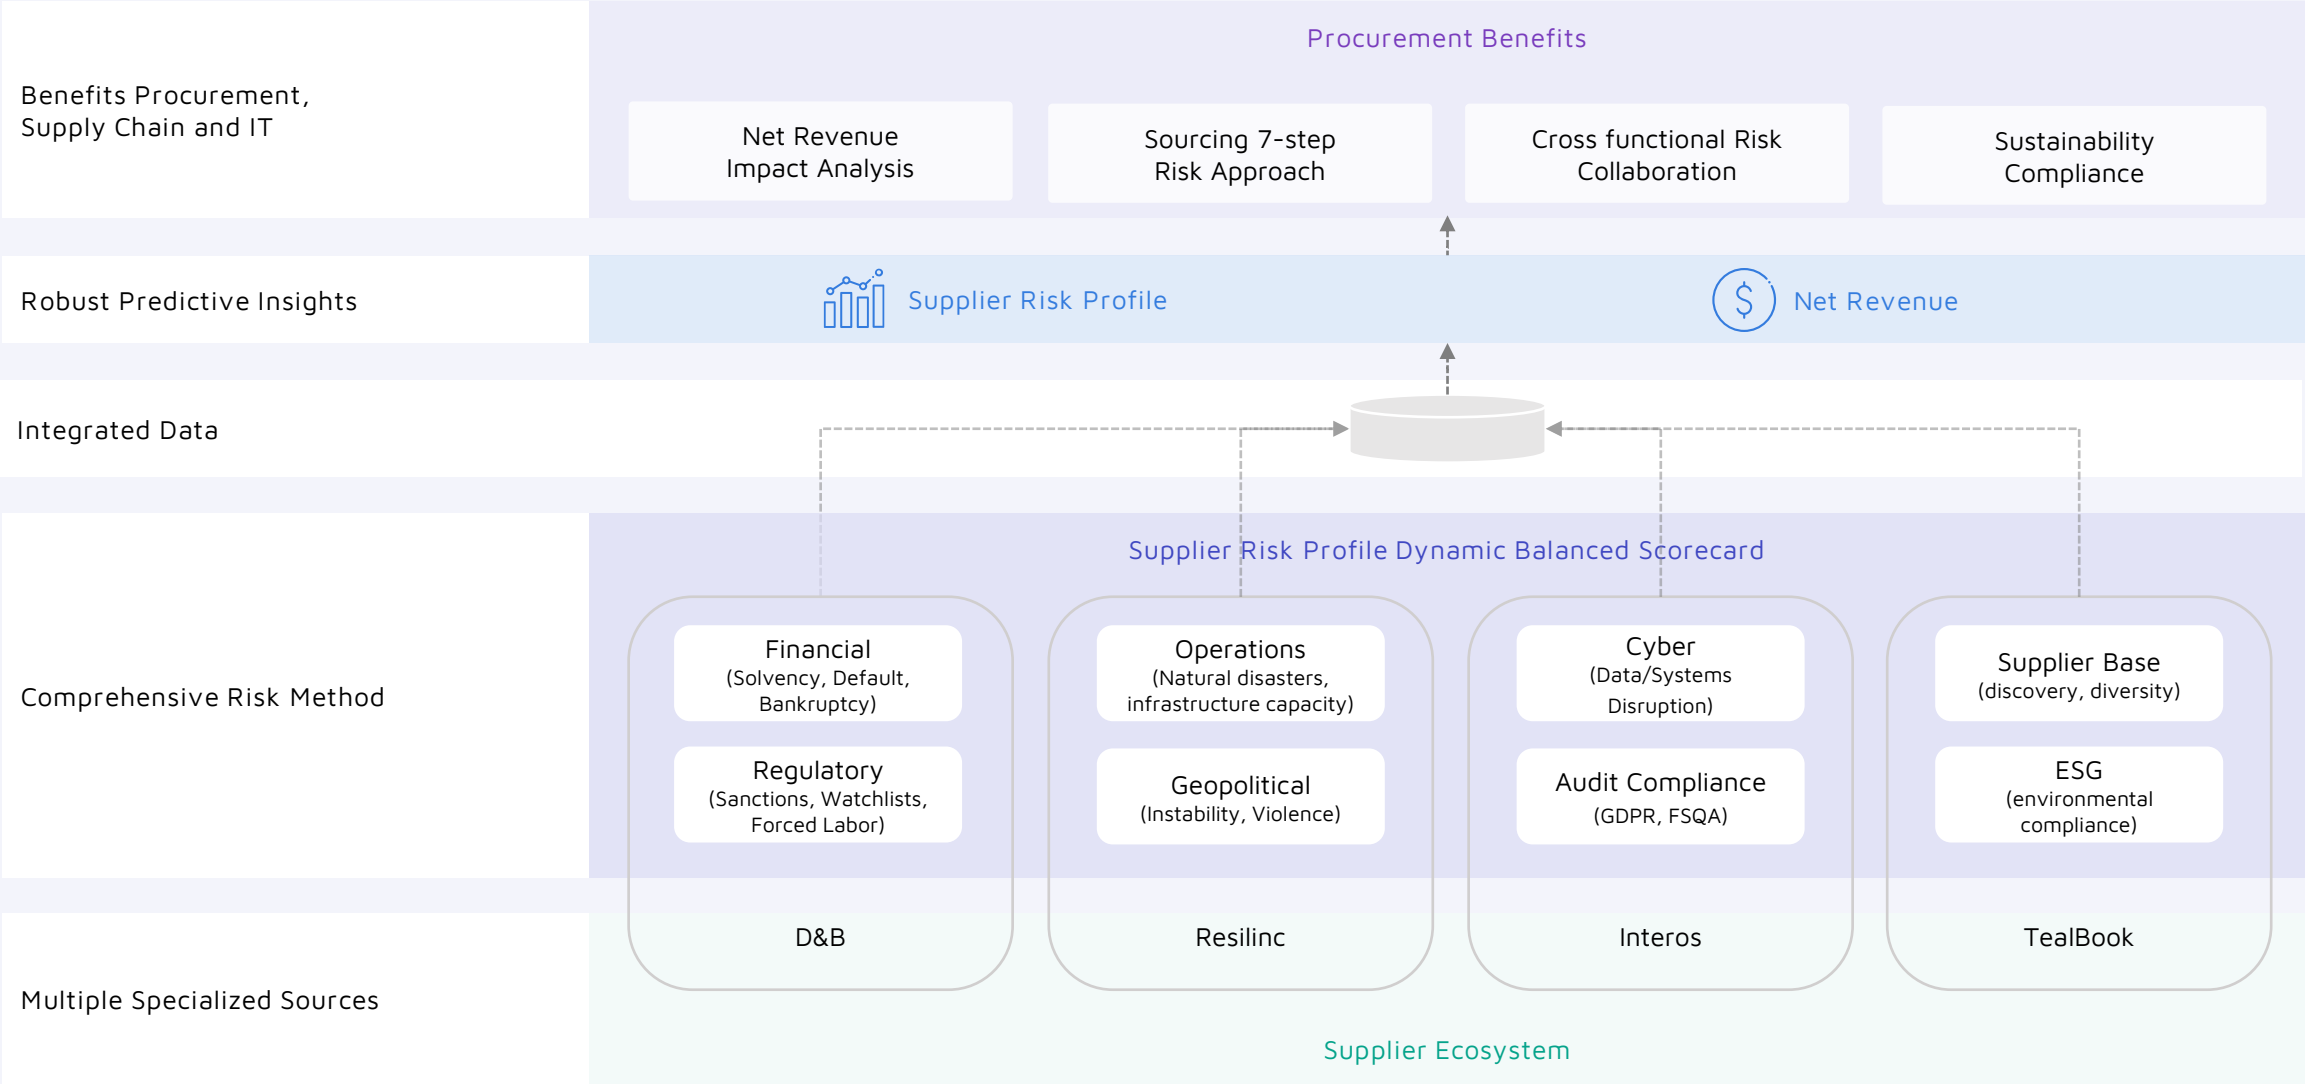 Procurement Benefits
Benefits Procurement,
Supply Chain and IT
Net Revenue
Impact Analysis
Sourcing 7-step
Risk Approach
Cross functional Risk
Collaboration
Sustainability
Compliance
Robust Predictive Insights
Supplier Risk Profile
Net Revenue
Integrated Data
Supplier Risk Profile Dynamic Balanced Scorecard
Comprehensive Risk Method
Financial
(Solvency, Default,
Bankruptcy)
Regulatory
(Sanctions, Watchlists,
Forced Labor)
Operations
(Natural disasters,
infrastructure capacity)
Geopolitical
(Instability, Violence)
Cyber
(Data/Systems
Disruption)
Audit Compliance
(GDPR, FSQA)
Supplier Base
(discovery, diversity)
ESG
(environmental
compliance)
D&B
Resilinc
Interos
TealBook
Multiple Specialized Sources
Supplier Ecosystem